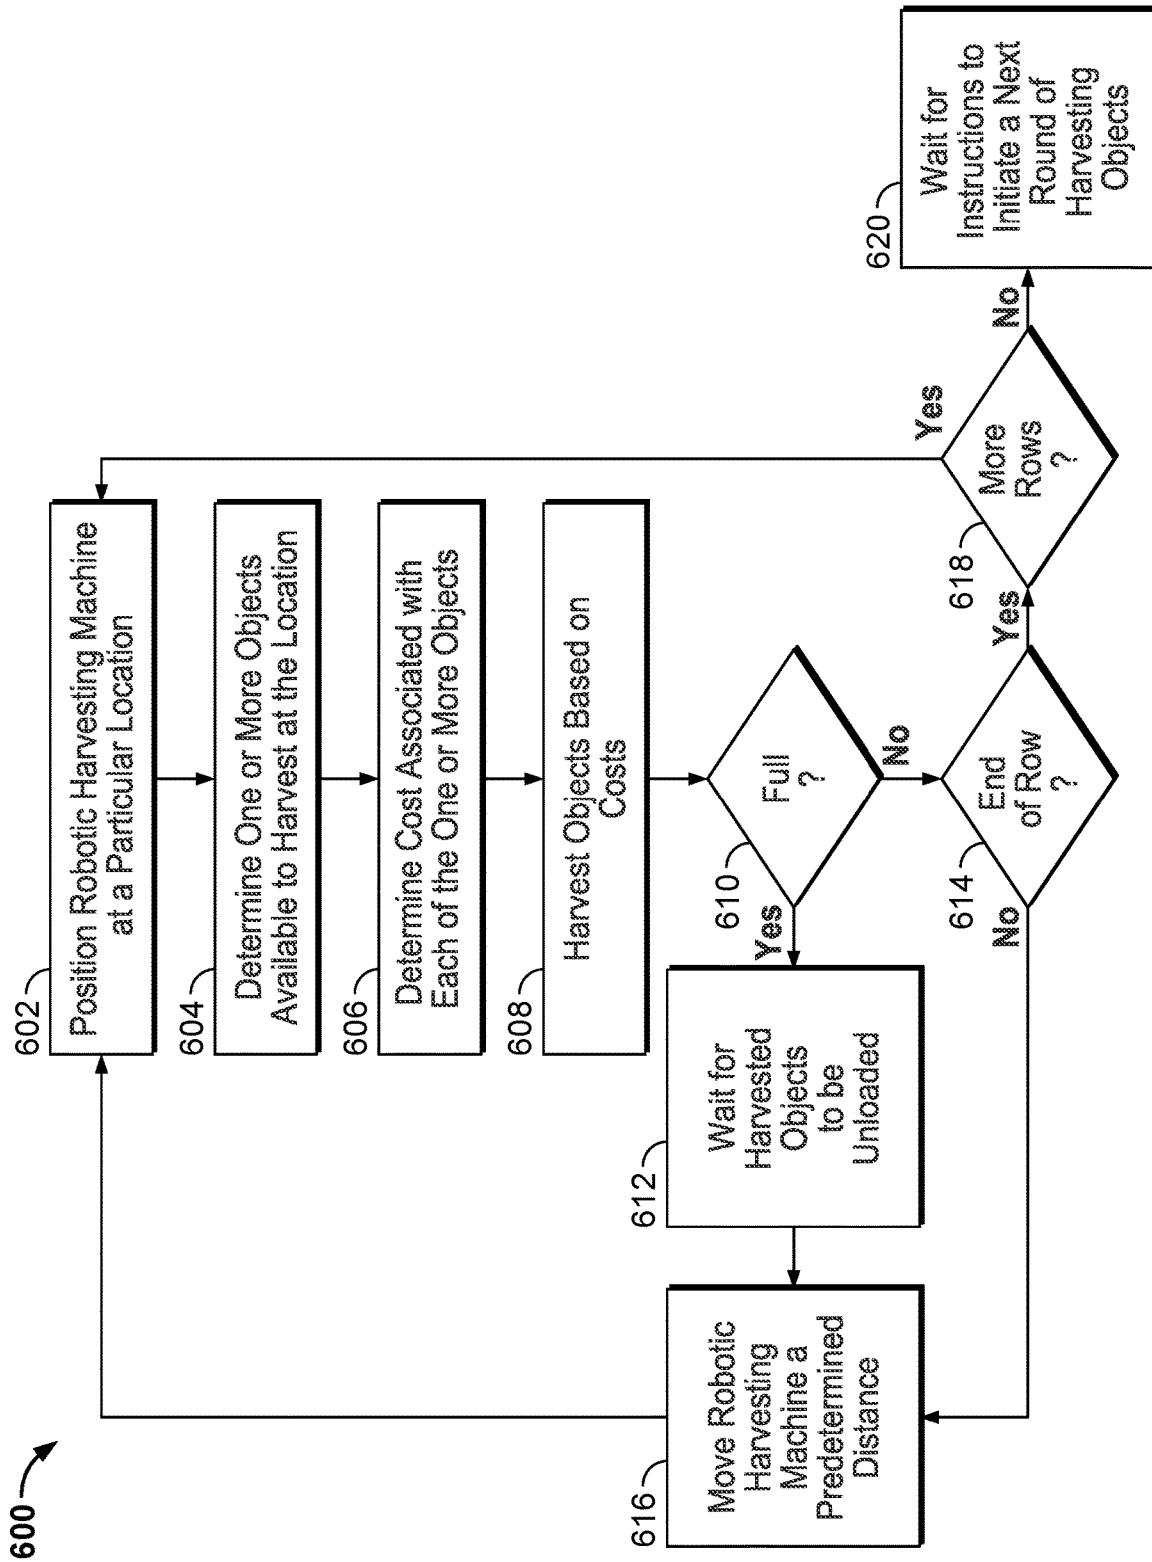 600
602
Position Robotic Harvesting Machine
at a Particular Location
604
Determine One or More Objects
Available to Harvest at the Location
606
Determine Cost Associated with
Each of the One or More Objects
608
Harvest Objects Based on
Costs
610
Full
?
Yes
No
612
Wait for
Harvested
Objects
to be
Unloaded
616
Move Robotic
Harvesting
Machine a
Predetermined
Distance
614
End
of Row
?
No
Yes
618
More
Rows
?
Yes
No
620
Wait for
Instructions to
Initiate a Next
Round of
Harvesting
Objects